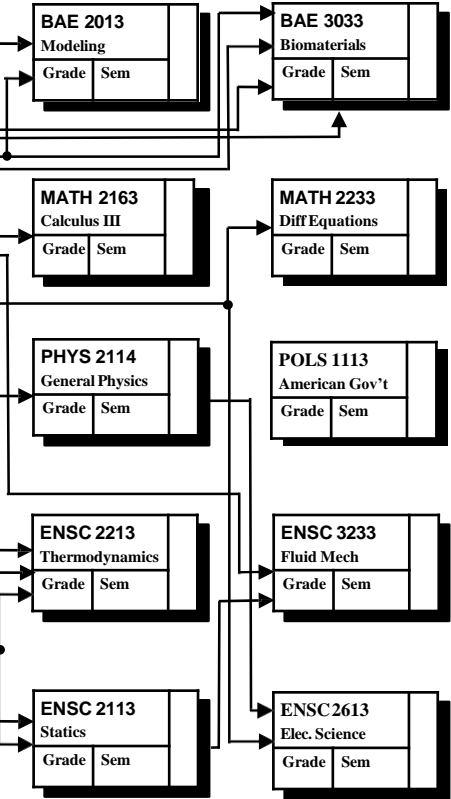 BAE 2013
Modeling
Grade Sem
BAE 3033
Biomaterials
Grade Sem
MATH 2163
Calculus III
Grade Sem
MATH 2233
Diff Equations
Grade Sem
PHYS 2114
General Physics
Grade Sem
POLS 1113
American Gov't
Grade Sem
ENSC 2213
Thermodynamics
Grade Sem
ENSC 3233
Fluid Mech
Grade Sem
ENSC 2113
Statics
Grade Sem
ENSC2613
Elec. Science
Grade Sem